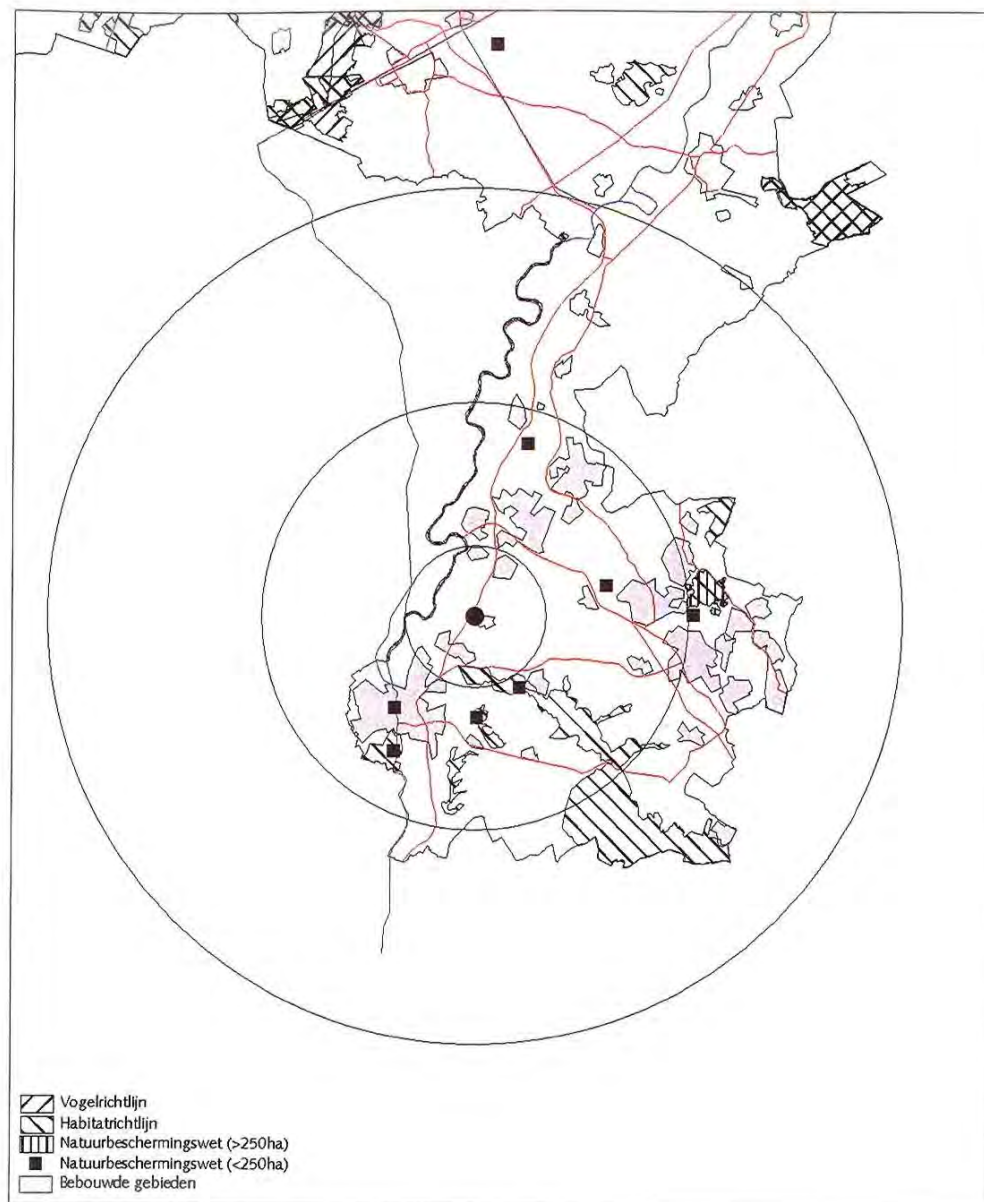 Vogelrichtlijn
Habitatrichtlijn
Natuurbeschermingswet (>250ha)
Natuurbeschermingswet (<250ha)
Bebouwde gebieden